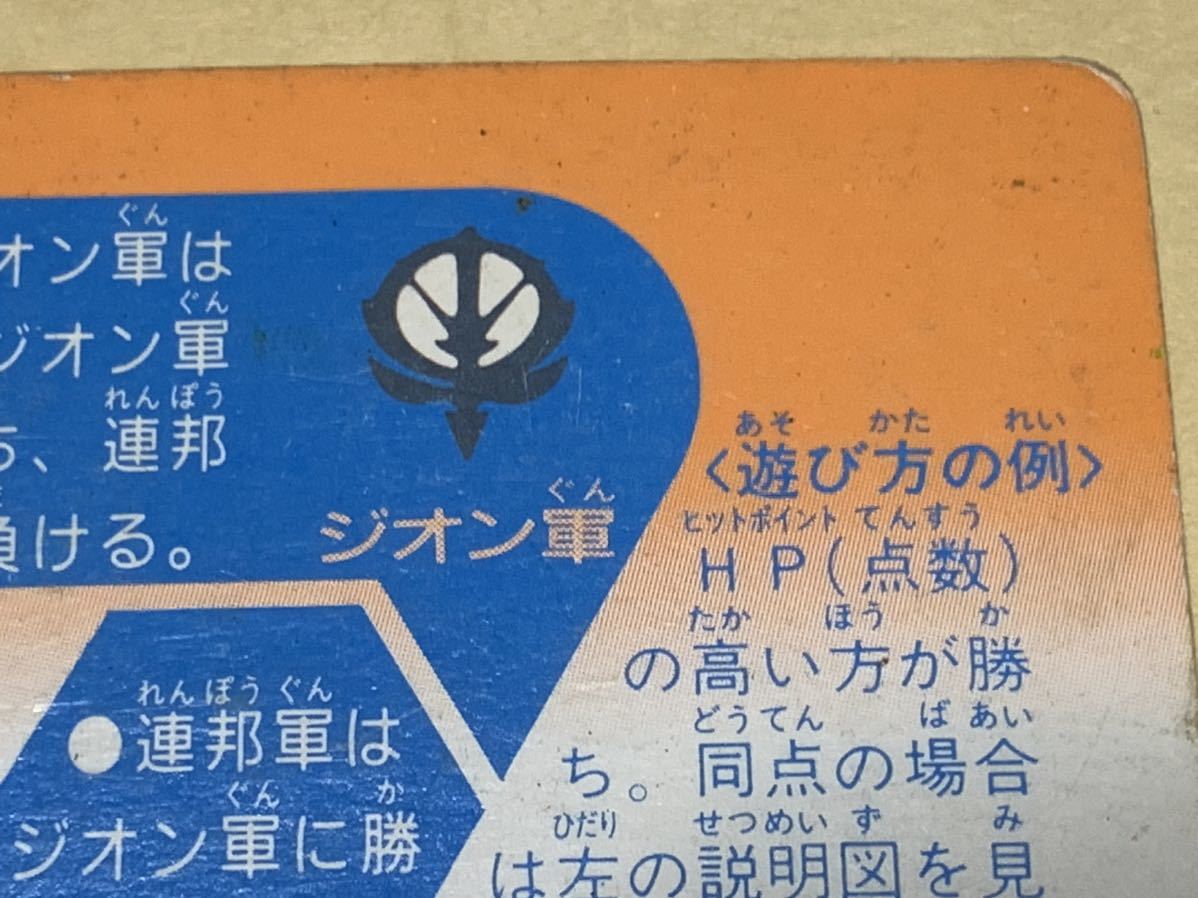 ぐん
オン軍は
ぐん
ジオン軍
れんぽう
、連邦
負ける。
ぐん
ジオン軍
れんぽうぐん
●連邦軍は
ぐん か
ジオン軍に勝
あそ かた れい
<遊び方の例>
ヒットポイント てんすう
HP(点数)
たか ほう か
の高い方が勝
どうてん ばあい
ち。同点の場合
ひだり せつめいず み
は左の説明図を見